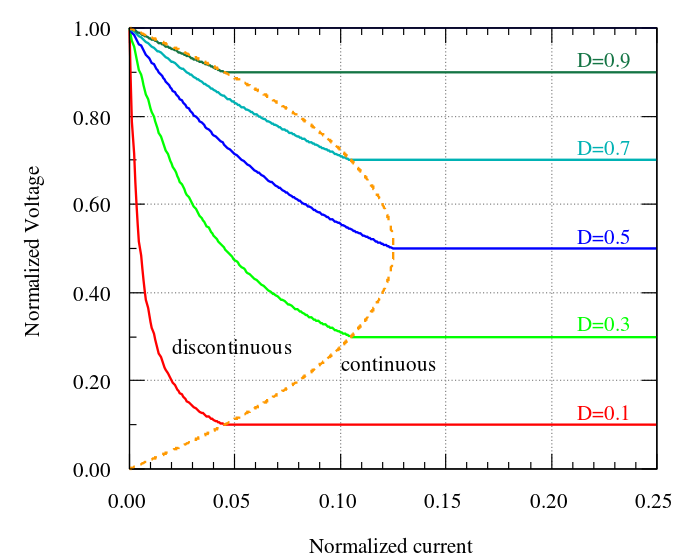 1.00
D=0.9
0.80
D=0.7
Normalized Voltage
0.60
D=0.5
0.40
D=0.3
discontinuous
continuous
0.20
D=0.1
0.00
0.00 0.05 0.10 0.15 0.20 0.25
Normalized current